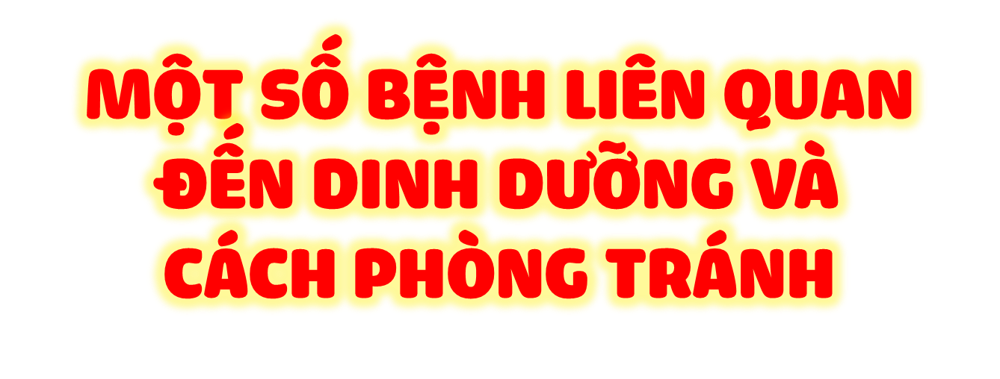 MỘT SỐ BỆNH LIÊN QUAN
ĐẾN DINH DƯỠNG VÀ
CÁCH PHÒNG TRÁNH